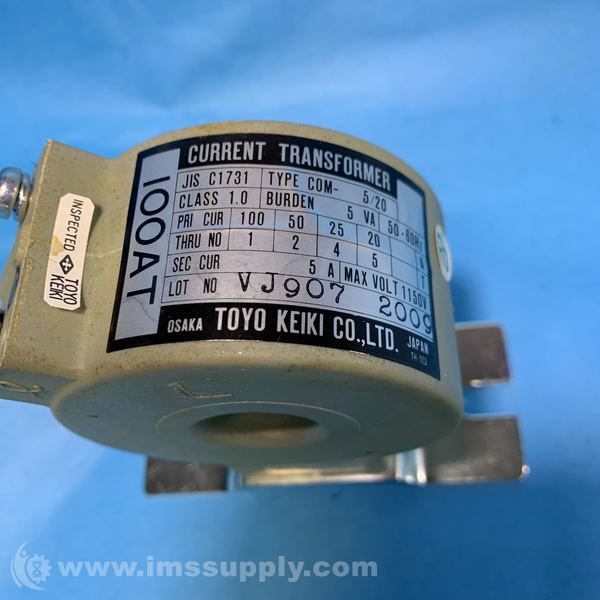 CURRENT TRANSFORMER
100AT
JIS C1731 TYPE COM- 5/20
CLASS 1.0 BURDEN 5 VA 50-60HZ
PRI CUR 100 50 25 20 A
THRU NO 1 2 4 5 T
SEC CUR 5 A MAX VOLT 1150V
LOT NO VJ907 2009
OSAKA TOYO KEIKI CO.,LTD. JAPAN
INSPECTED TOYO KEIKI
www.imssupply.com